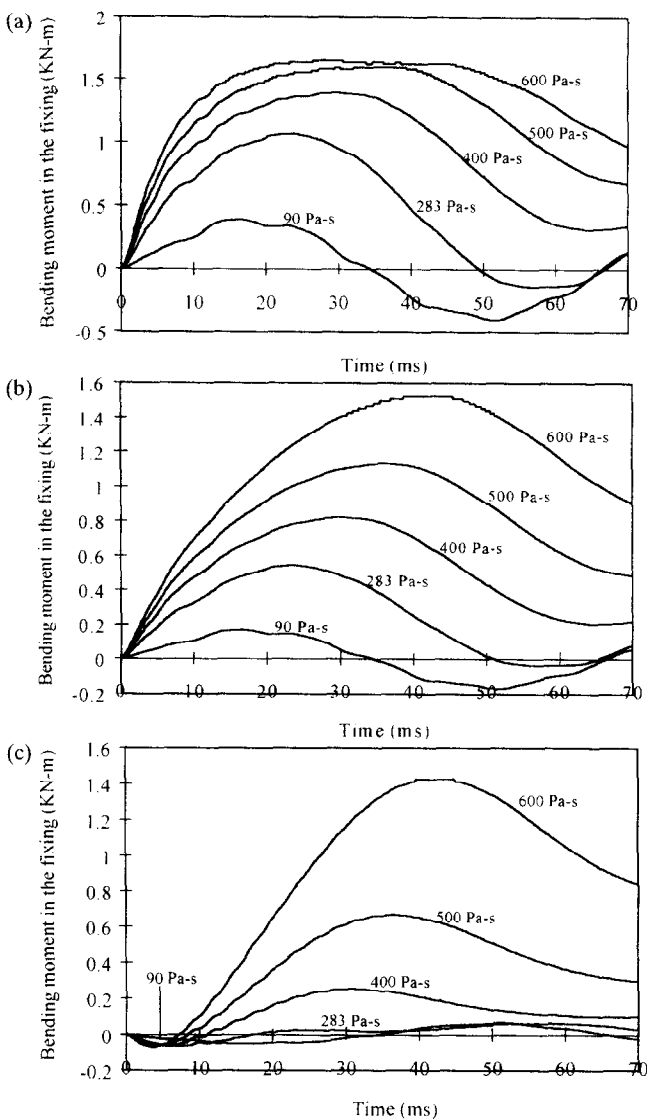 (a)
Bending moment in the fixing (KN-m)
2
1.5
1
0.5
0
-0.5
600 Pa-s
500 Pa-s
400 Pa-s
283 Pa-s
90 Pa-s
0 10 20 30 40 50 60 70
Time (ms)
(b)
Bending moment in the fixing (KN-m)
1.6
1.4
1.2
1
0.8
0.6
0.4
0.2
0
-0.2
600 Pa-s
500 Pa-s
400 Pa-s
283 Pa-s
90 Pa-s
0 10 20 30 40 50 60 70
Time (ms)
(c)
Bending moment in the fixing (KN-m)
1.6
1.4
1.2
1
0.6
0.4
0.2
0
-0.2
600 Pa-s
500 Pa-s
90 Pa-s
400 Pa-s
283 Pa-s
0 10 20 30 40 50 60 70
Time (ms)